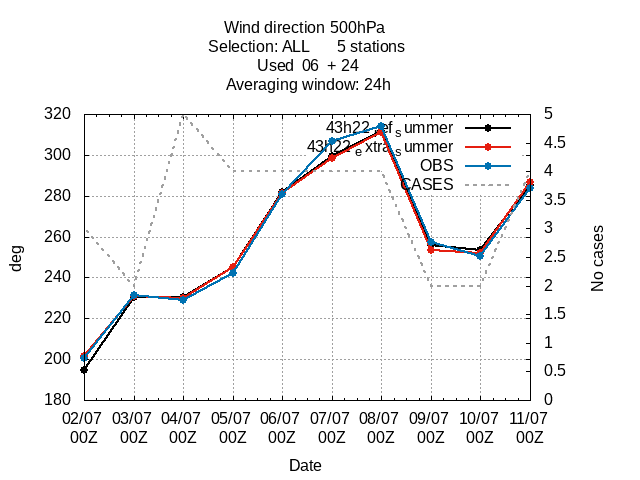 Wind direction 500hPa
Selection: ALL 5 stations
Used 06 + 24
Averaging window: 24h
320
300
280
260
240
220
200
180
deg
5
4.5
4
3.5
3
2.5
2
1.5
1
0.5
0
No cases
43h22_ref_summer
43h22_extra_summer
OBS
CASES
02/07 03/07 04/07 05/07 06/07 07/07 08/07 09/07 10/07 11/07
00Z 00Z 00Z 00Z 00Z 00Z 00Z 00Z 00Z 00Z
Date